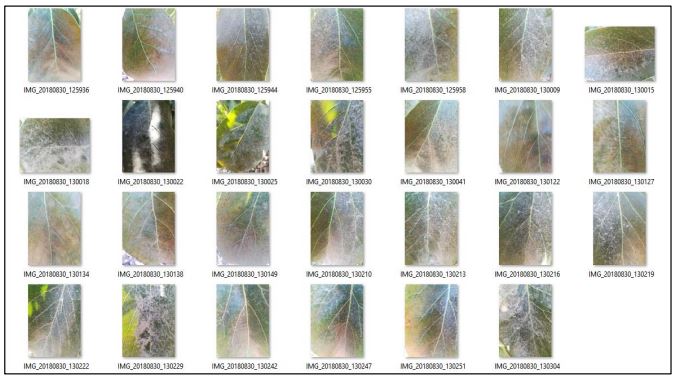 IMG_20180830_125936
IMG_20180830_125940
IMG_20180830_125944
IMG_20180830_125955
IMG_20180830_125958
IMG_20180830_130009
IMG_20180830_130015
IMG_20180830_130018
IMG_20180830_130022
IMG_20180830_130025
IMG_20180830_130030
IMG_20180830_130041
IMG_20180830_130122
IMG_20180830_130127
IMG_20180830_130134
IMG_20180830_130138
IMG_20180830_130149
IMG_20180830_130210
IMG_20180830_130213
IMG_20180830_130216
IMG_20180830_130219
IMG_20180830_130222
IMG_20180830_130229
IMG_20180830_130242
IMG_20180830_130247
IMG_20180830_130251
IMG_20180830_130304